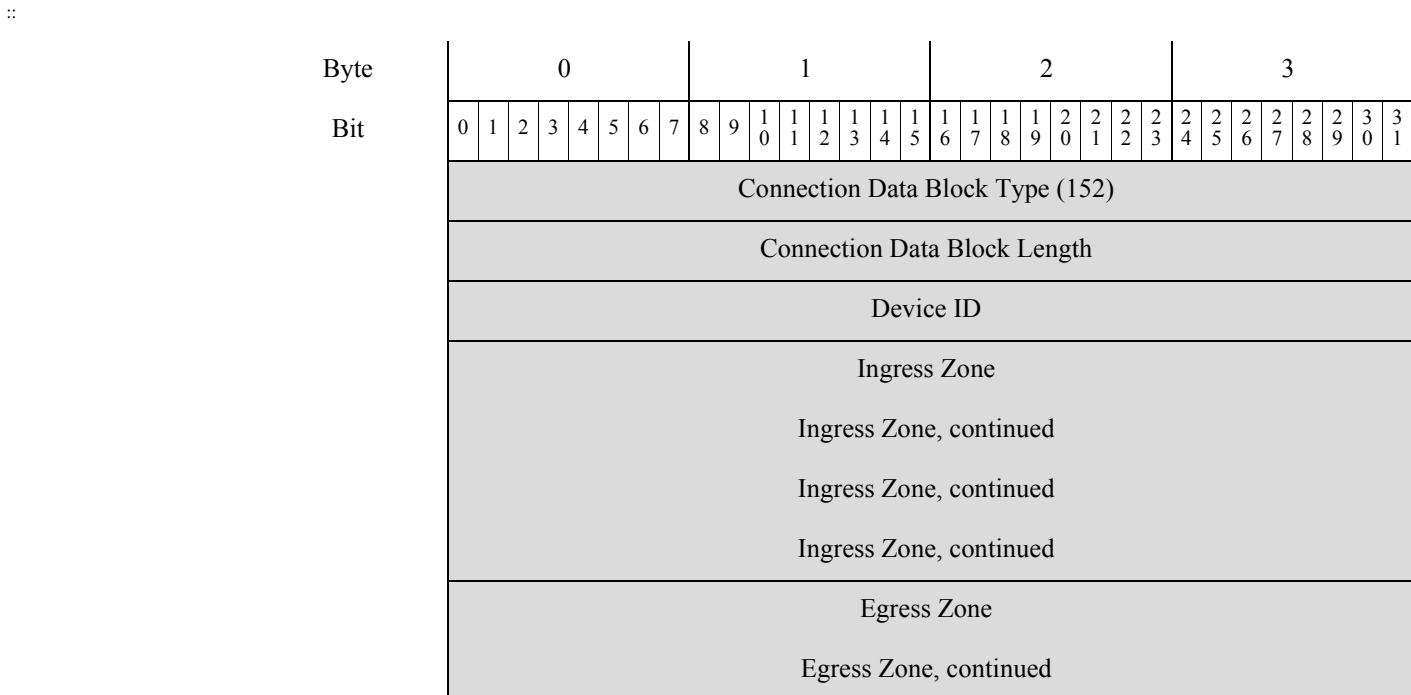 ::
Byte 0 1 2 3
Bit 0 1 2 3 4 5 6 7 8 9 10 11 12 13 14 15 16 17 18 19 20 21 22 23 24 25 26 27 28 29 30 31
Connection Data Block Type (152)
Connection Data Block Length
Device ID
Ingress Zone
Ingress Zone, continued
Ingress Zone, continued
Ingress Zone, continued
Egress Zone
Egress Zone, continued